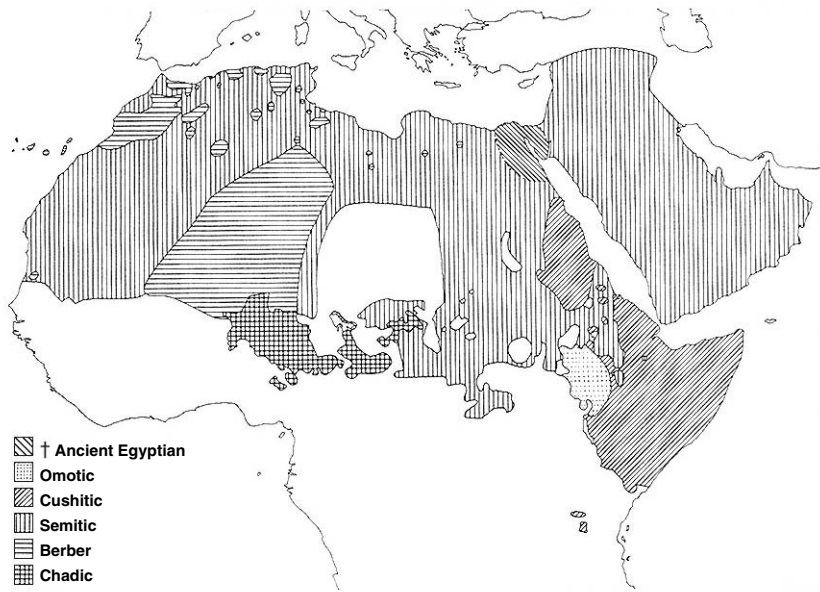 † Ancient Egyptian
Omotic
Cushitic
Semitic
Berber
Chadic